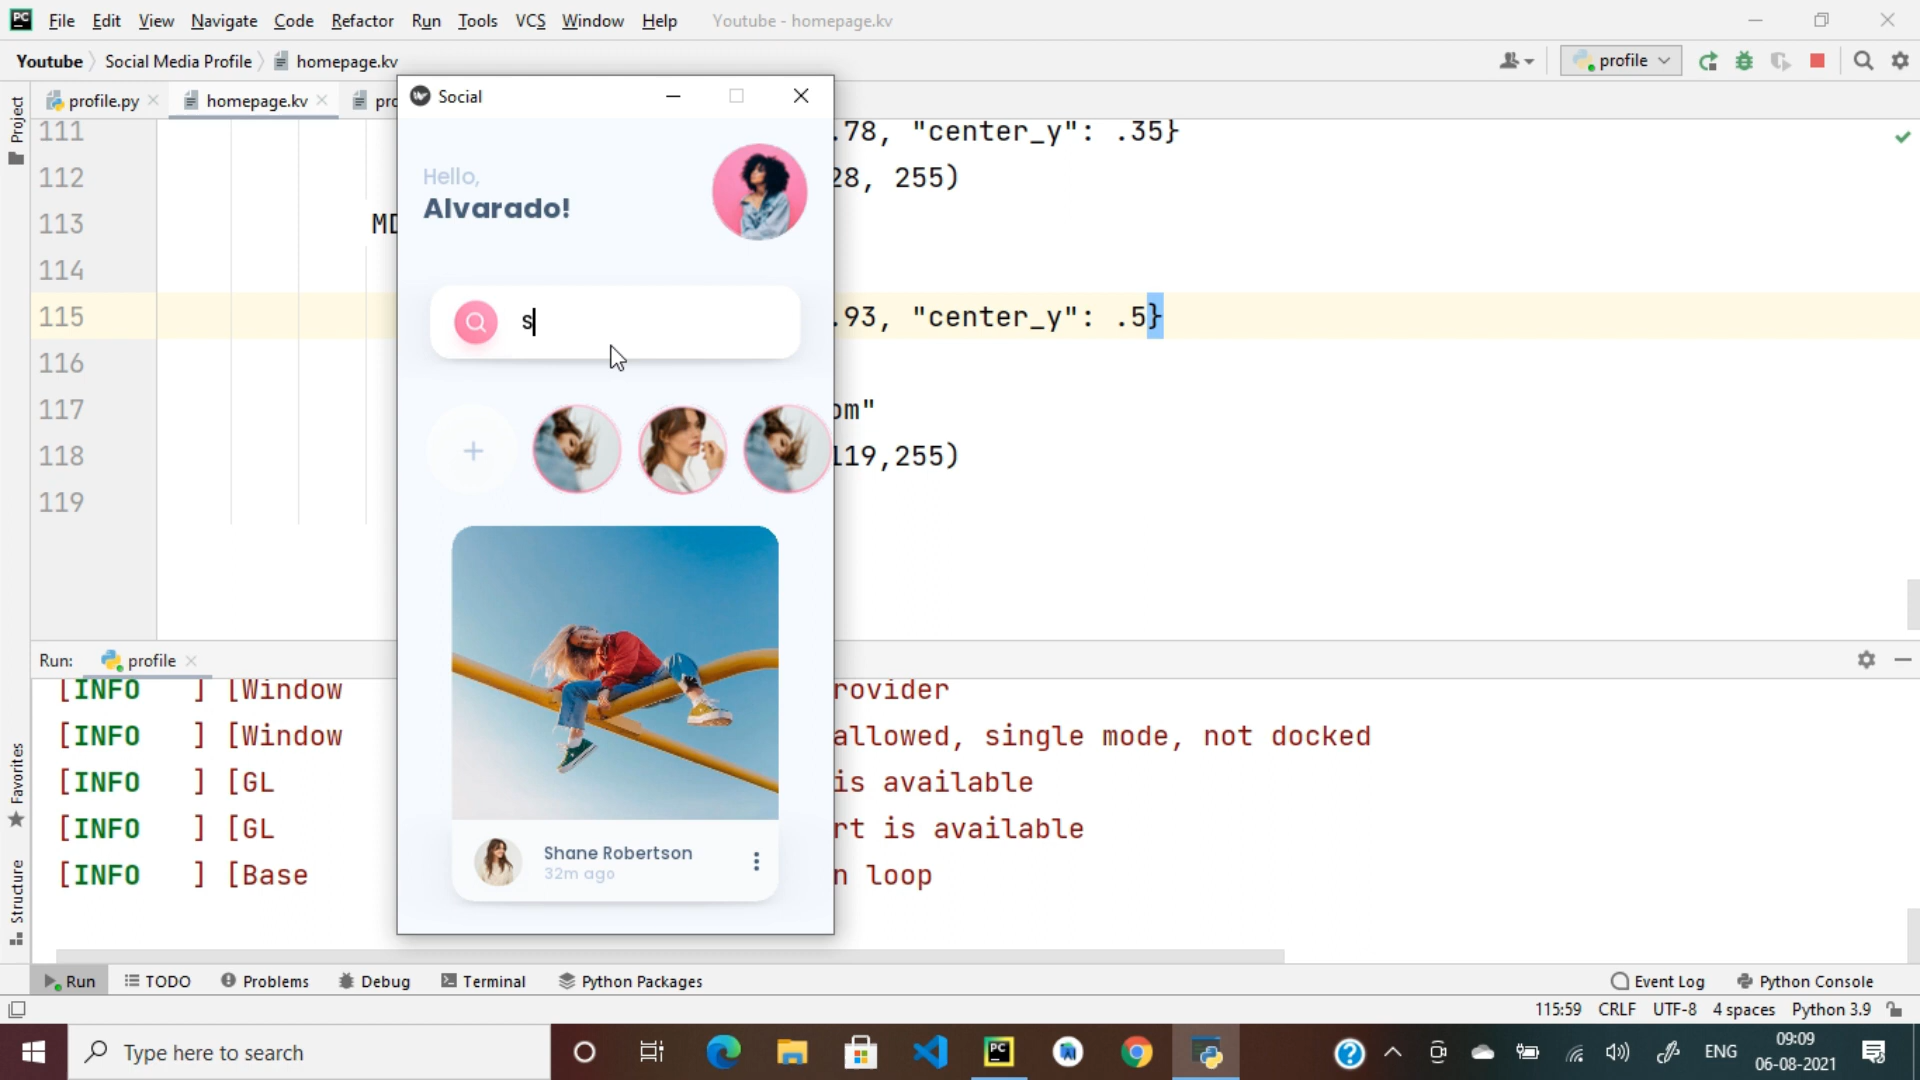 PC File Edit View Navigate Code Refactor Run Tools VCS Window Help Youtube - homepage.kv
Youtube Social Media Profile homepage.kv profile
profile.py homepage.kv pro
Social
Project
111 .78, "center_y": .35}
112 28, 255)
113 MD
114
115 .93, "center_y": .5}
116
117 om"
118 119,255)
119
Hello,
Alvarado!
s
+
Shane Robertson
32m ago
Run: profile
[INFO ] [Window rovider
[INFO ] [Window allowed, single mode, not docked
[INFO ] [GL is available
[INFO ] [GL rt is available
[INFO ] [Base n loop
Favorites
Structure
Run TODO Problems Debug Terminal Python Packages Event Log Python Console
115:59 CRLF UTF-8 4 spaces Python 3.9
Type here to search PC ENG 09:09
06-08-2021